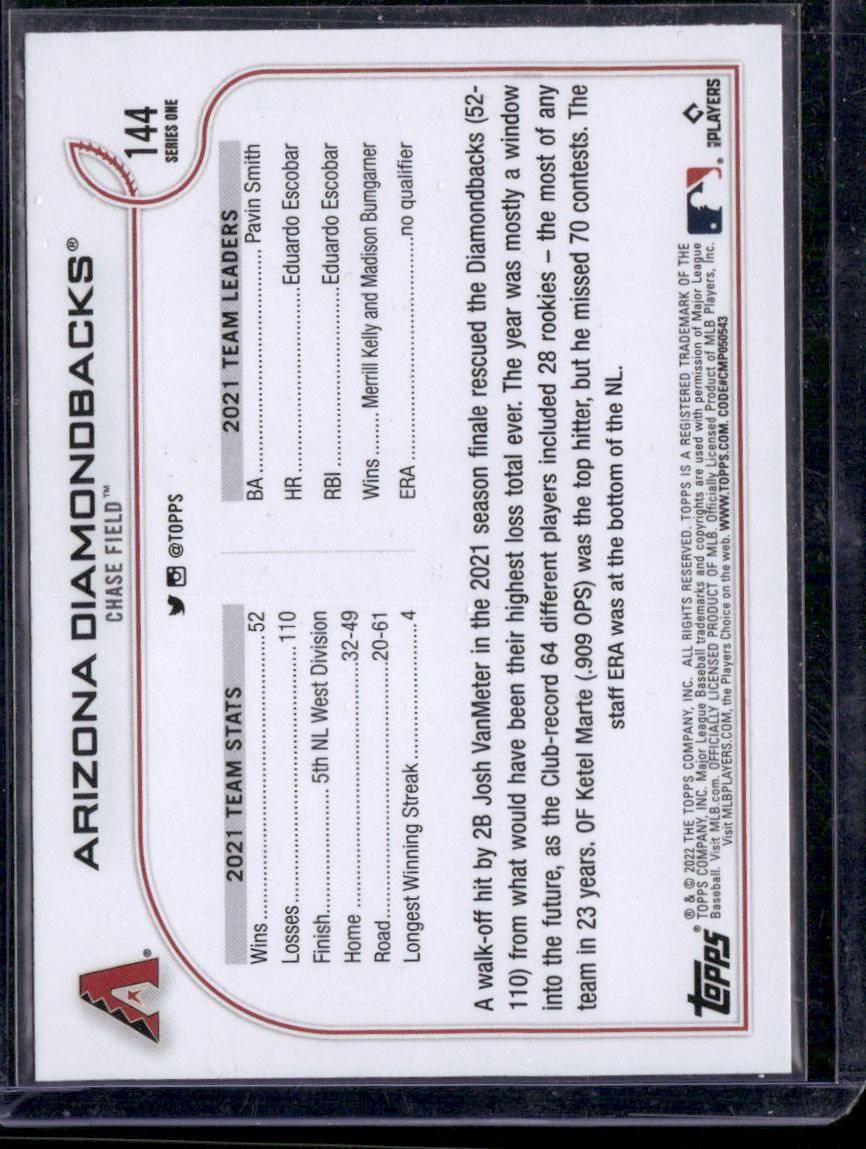 ARIZONA DIAMONDBACKS®
CHASE FIELD™
144
SERIES ONE
@TOPPS
2021 TEAM STATS
Wins..........52
Losses..........110
Finish..........5th NL West Division
Home..........32-49
Road..........20-61
Longest Winning Streak..........4
2021 TEAM LEADERS
BA..........Pavin Smith
HR..........Eduardo Escobar
RBI..........Eduardo Escobar
Wins........Merrill Kelly and Madison Bumgarner
ERA..........no qualifier
A walk-off hit by 2B Josh VanMeter in the 2021 season finale rescued the Diamondbacks (52-
110) from what would have been their highest loss total ever. The year was mostly a window
into the future, as the Club-record 64 different players included 28 rookies – the most of any
team in 23 years. OF Ketel Marte (.909 OPS) was the top hitter, but he missed 70 contests. The
staff ERA was at the bottom of the NL.
topps®
® & © 2022 THE TOPPS COMPANY, INC. ALL RIGHTS RESERVED. TOPPS IS A REGISTERED TRADEMARK OF THE
TOPPS COMPANY, INC. Major League Baseball trademarks and copyrights are used with permission of Major League
Baseball. Visit MLB.com. OFFICIALLY LICENSED PRODUCT OF MLB. Officially Licensed Product of MLB Players, Inc.
Visit MLBPLAYERS.COM, the Players Choice on the web. WWW.TOPPS.COM. CODE#CMP050543
PLAYERS